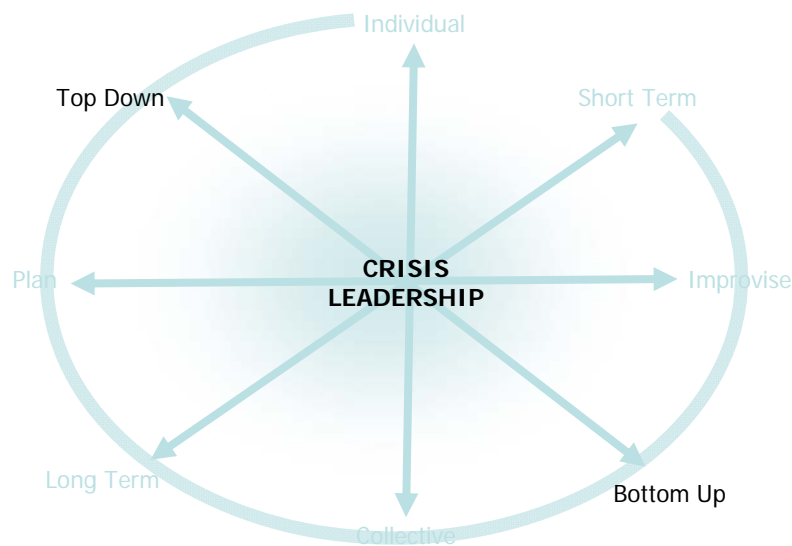 Individual
Top Down
Short Term
CRISIS
LEADERSHIP
Plan
Improvise
Long Term
Bottom Up
Collective